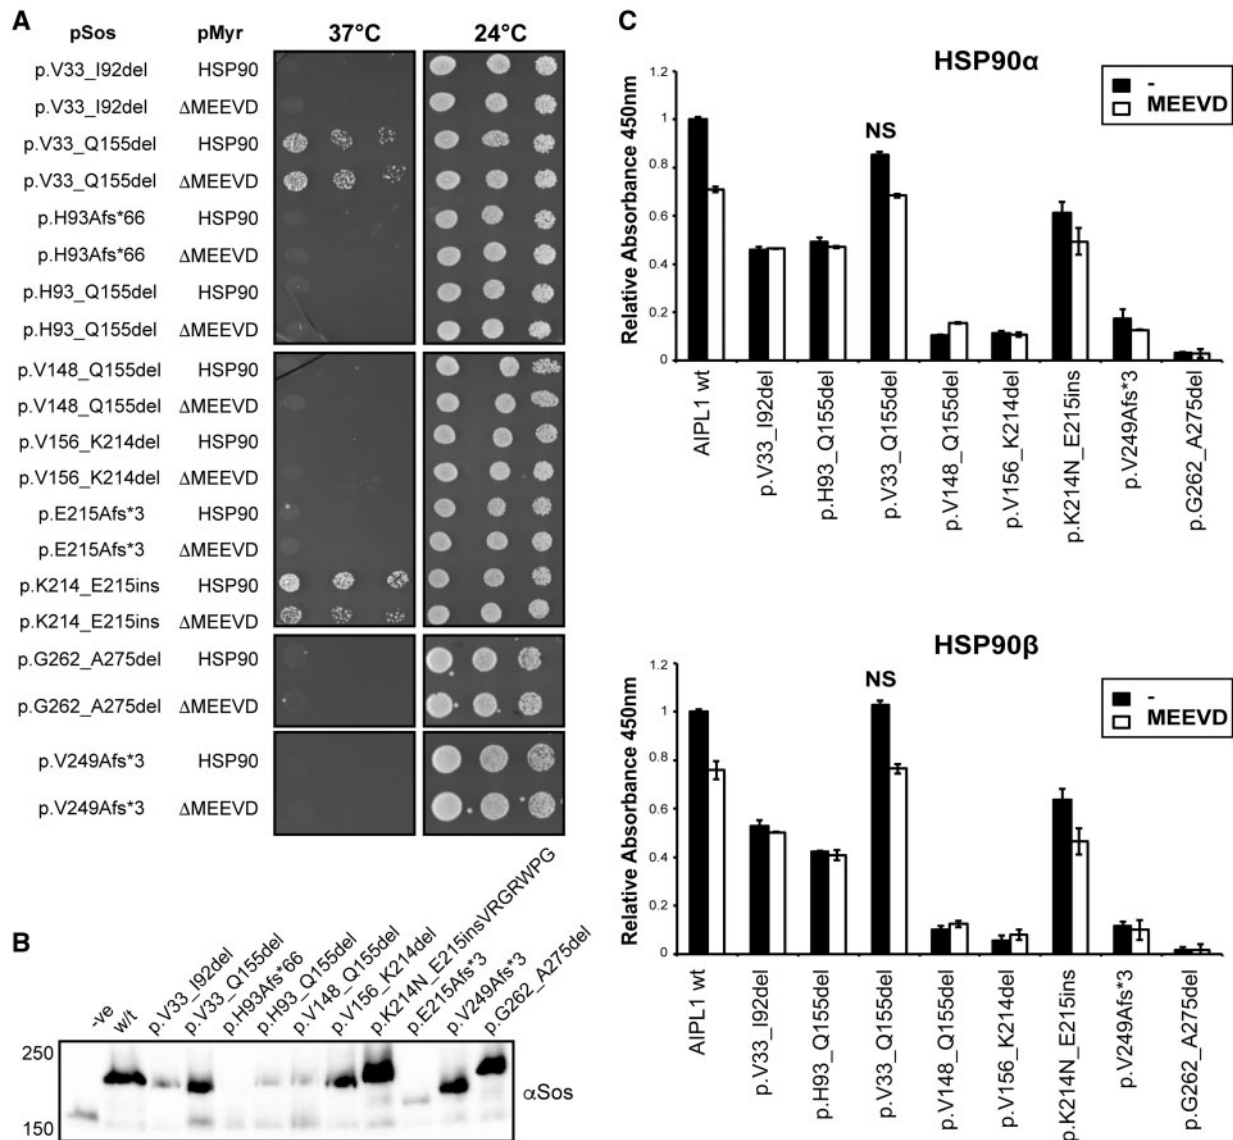 A
pSos pMyr 37°C 24°C
p.V33_I92del HSP90
p.V33_I92del ΔMEEVD
p.V33_Q155del HSP90
p.V33_Q155del ΔMEEVD
p.H93Afs*66 HSP90
p.H93Afs*66 ΔMEEVD
p.H93_Q155del HSP90
p.H93_Q155del ΔMEEVD
p.V148_Q155del HSP90
p.V148_Q155del ΔMEEVD
p.V156_K214del HSP90
p.V156_K214del ΔMEEVD
p.E215Afs*3 HSP90
p.E215Afs*3 ΔMEEVD
p.K214_E215ins HSP90
p.K214_E215ins ΔMEEVD
p.G262_A275del HSP90
p.G262_A275del ΔMEEVD
p.V249Afs*3 HSP90
p.V249Afs*3 ΔMEEVD
B
-ve
w/t
p.V33_I92del
p.V33_Q155del
p.H93Afs*66
p.H93_Q155del
p.V148_Q155del
p.V156_K214del
p.K214N_E215insVRGRWPG
p.E215Afs*3
p.V249Afs*3
p.G262_A275del
250
150
αSos
C
HSP90α
-
MEEVD
NS
Relative Absorbance 450nm
1.2
1
0.8
0.6
0.4
0.2
0
AIPL1 wt
p.V33_I92del
p.H93_Q155del
p.V33_Q155del
p.V148_Q155del
p.V156_K214del
p.K214N_E215ins
p.V249Afs*3
p.G262_A275del
HSP90β
-
MEEVD
NS
Relative Absorbance 450nm
1.2
1
0.8
0.6
0.4
0.2
0
AIPL1 wt
p.V33_I92del
p.H93_Q155del
p.V33_Q155del
p.V148_Q155del
p.V156_K214del
p.K214N_E215ins
p.V249Afs*3
p.G262_A275del